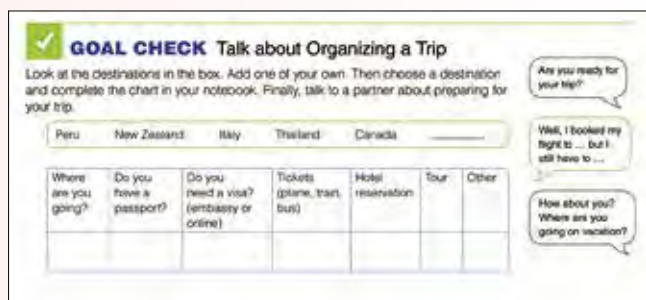 GOAL CHECK Talk about Organizing a Trip
Look at the destinations in the box. Add one of your own. Then choose a destination
and complete the chart in your notebook. Finally, talk to a partner about preparing for
your trip.
Peru New Zealand Italy Thailand Canada
Where are you going?
Do you have a passport?
Do you need a visa? (embassy or online)
Tickets (plane, train, bus)
Hotel reservation
Tour
Other
Are you ready for
your trip?
Well, I booked my
flight to ... but I
still have to ...
How about you?
Where are you
going on vacation?